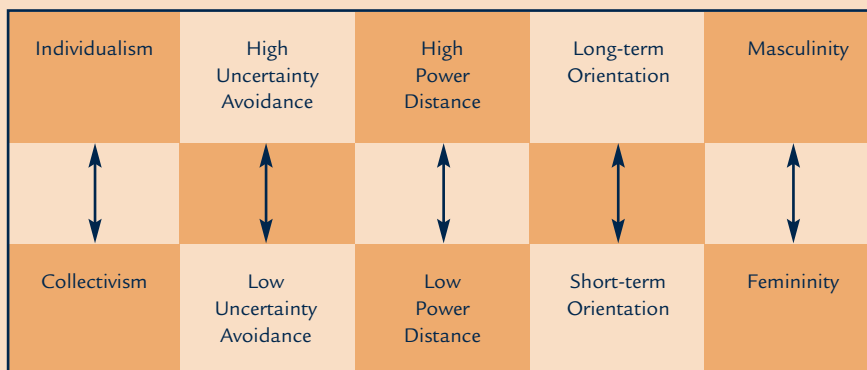 Individualism
High
Uncertainty
Avoidance
High
Power
Distance
Long-term
Orientation
Masculinity
Collectivism
Low
Uncertainty
Avoidance
Low
Power
Distance
Short-term
Orientation
Femininity